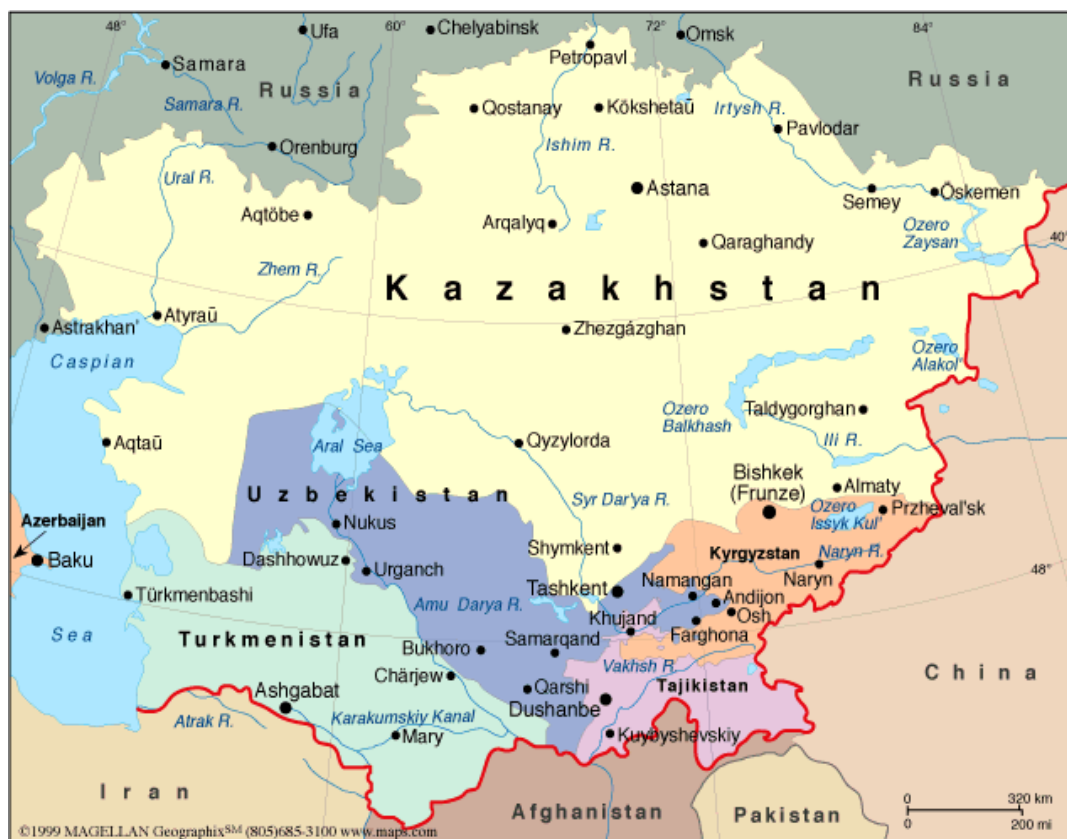 48°
60°
72°
84°
Ufa
Chelyabinsk
Omsk
Petropavl
Volga R.
Samara
Russia
Russia
Samara R.
Qostanay
Kökshetaū
Irtysh R.
Pavlodar
Orenburg
Ishim R.
Ural R.
Astana
Semey
Öskemen
Aqtöbe
Arqalyq
Ozero
Zaysan
Qaraghandy
40°
Zhem R.
Kazakhstan
Atyraū
Astrakhan'
Zhezgázghan
Caspian
Ozero
Alakol'
Taldygorghan
Ozero
Balkhash
Aqtaū
Aral Sea
Qyzylorda
Ili R.
Bishkek
(Frunze)
Almaty
Uzbekistan
Syr Dar'ya R.
Ozero
Issyk Kul'
Przheval'sk
Azerbaijan
Nukus
Shymkent
Kyrgyzstan
Naryn R.
Baku
Dashhowuz
Urganch
Tashkent
Namangan
Naryn
48°
Türkmenbashi
Amu Darya R.
Andijon
Khujand
Osh
Sea
Turkmenistan
Samarqand
Farghona
Bukhoro
Vakhsh R.
China
Chärjew
Qarshi
Tajikistan
Ashgabat
Dushanbe
Atrak R.
Karakumskiy Kanal
Mary
Kuybyshevskiy
Iran
Afghanistan
Pakistan
0 320 km
0 200 mi
©1999 MAGELLAN Geographix℠ (805)685-3100 www.maps.com